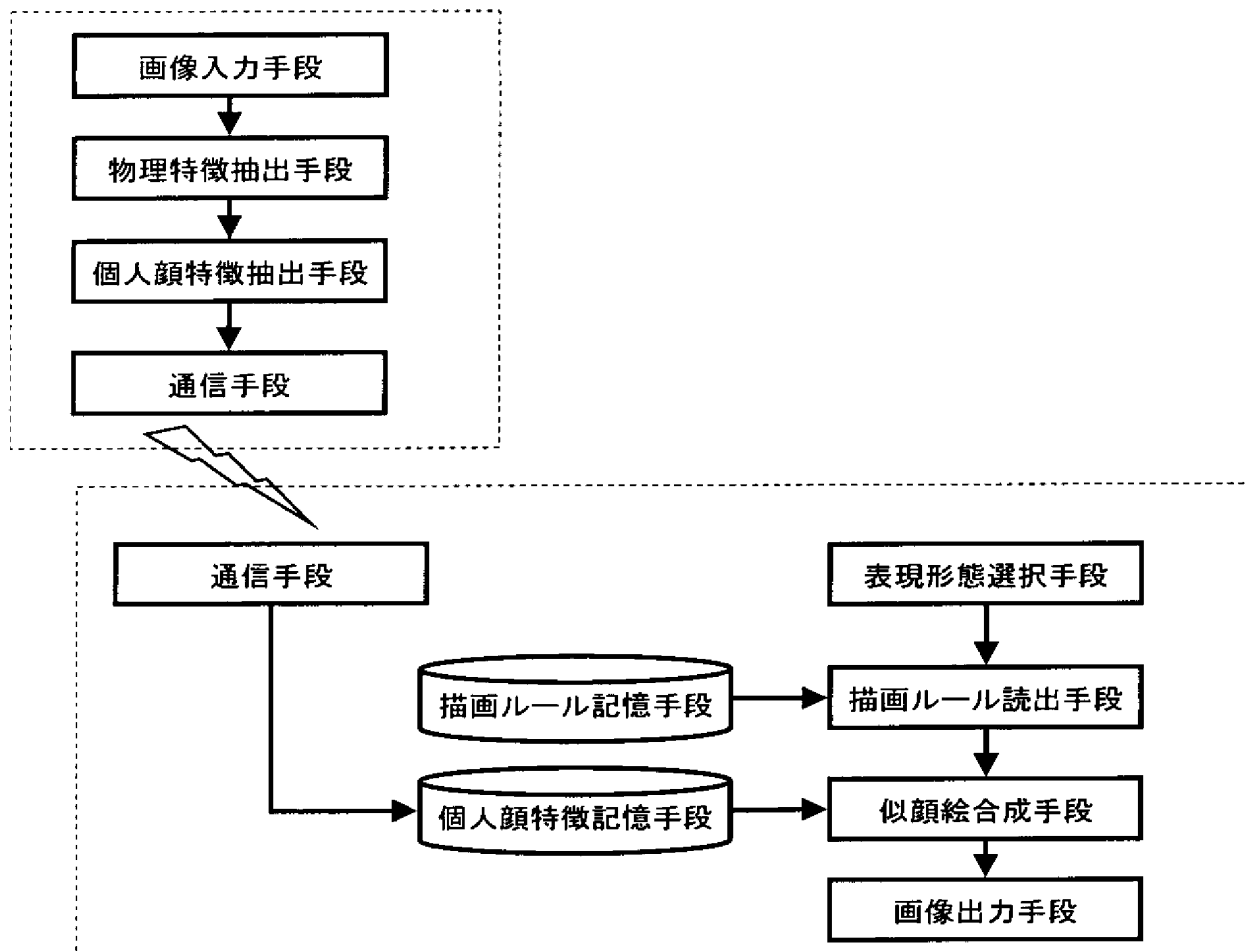 画像入力手段
物理特徴抽出手段
個人顔特徴抽出手段
通信手段
通信手段
表現形態選択手段
描画ルール記憶手段
描画ルール読出手段
個人顔特徴記憶手段
似顔絵合成手段
画像出力手段